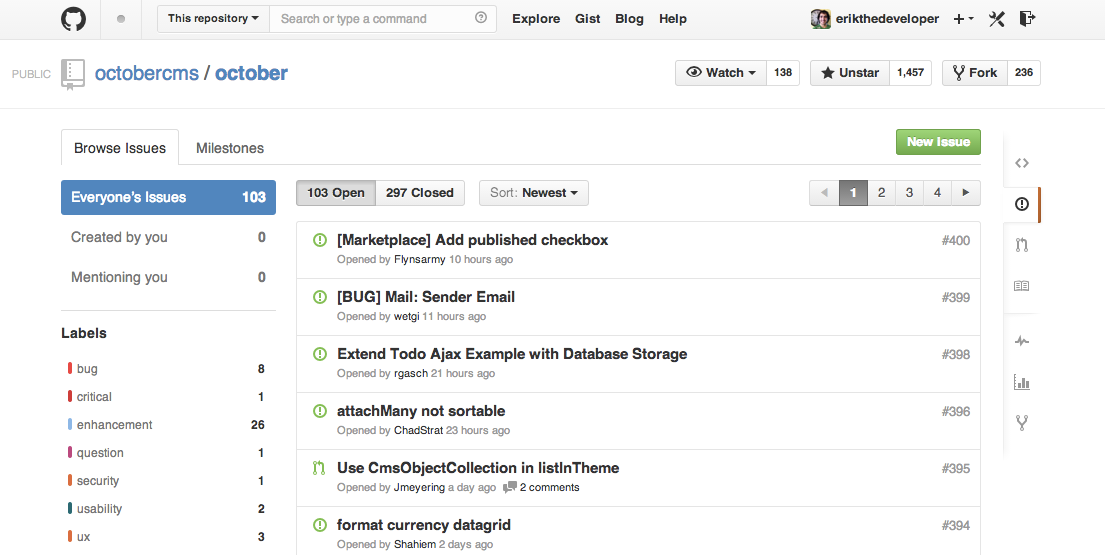 This repository Search or type a command Explore Gist Blog Help erikthedeveloper
PUBLIC octobercms / october Watch 138 Unstar 1,457 Fork 236
Browse Issues Milestones New Issue
Everyone's Issues 103
Created by you 0
Mentioning you 0
Labels
bug 8
critical 1
enhancement 26
question 1
security 1
usability 2
ux 3
103 Open 297 Closed Sort: Newest 1 2 3 4
[Marketplace] Add published checkbox #400
Opened by Flynsarmy 10 hours ago
[BUG] Mail: Sender Email #399
Opened by wetgi 11 hours ago
Extend Todo Ajax Example with Database Storage #398
Opened by rgasch 21 hours ago
attachMany not sortable #396
Opened by ChadStrat 23 hours ago
Use CmsObjectCollection in listInTheme #395
Opened by Jmeyering a day ago 2 comments
format currency datagrid #394
Opened by Shahiem 2 days ago